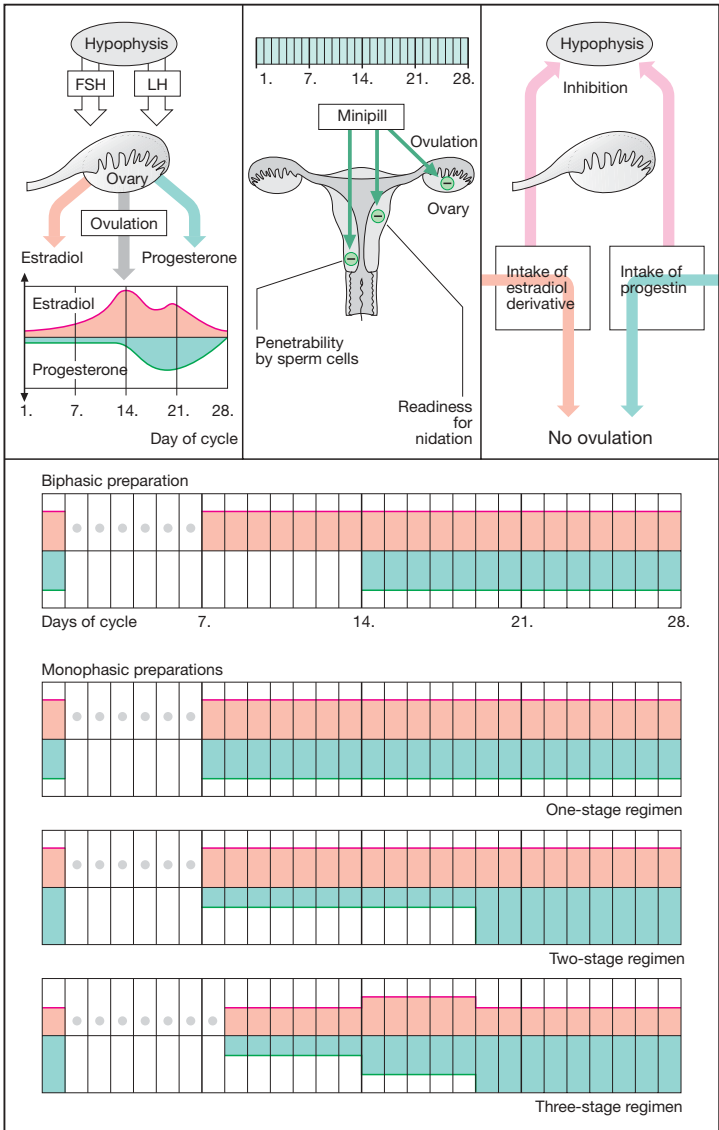 Hypophysis
FSH
LH
Ovary
Ovulation
Estradiol
Progesterone
Estradiol
Progesterone
1. 7. 14. 21. 28.
Day of cycle
1. 7. 14. 21. 28.
Minipill
Ovulation
Ovary
Penetrability
by sperm cells
Readiness
for
nidation
Hypophysis
Inhibition
Intake of
estradiol
derivative
Intake of
progestin
No ovulation
Biphasic preparation
Days of cycle 7. 14. 21. 28.
Monophasic preparations
One-stage regimen
Two-stage regimen
Three-stage regimen